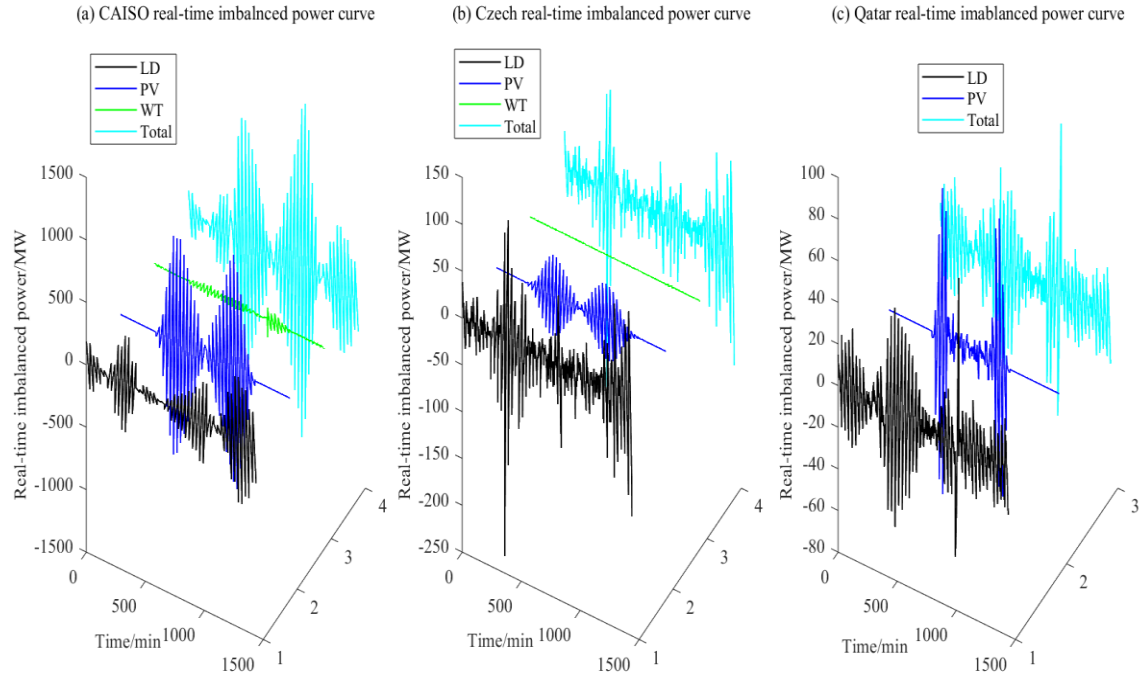 (a) CAISO real-time imbalnced power curve
(b) Czech real-time imbalanced power curve
(c) Qatar real-time imablanced power curve
LD
PV
WT
Total
1500
1000
500
0
-500
-1000
-1500
Real-time imbalanced power/MW
0
500
1000
1500
Time/min
1
2
3
4
LD
PV
WT
Total
150
100
50
0
-50
-100
-150
-200
-250
Real-time imbalanced power/MW
0
500
1000
1500
Time/min
1
2
3
4
LD
PV
Total
100
80
60
40
20
0
-20
-40
-60
-80
Real-time imbalanced power/MW
0
500
1000
1500
Time/min
1
2
3